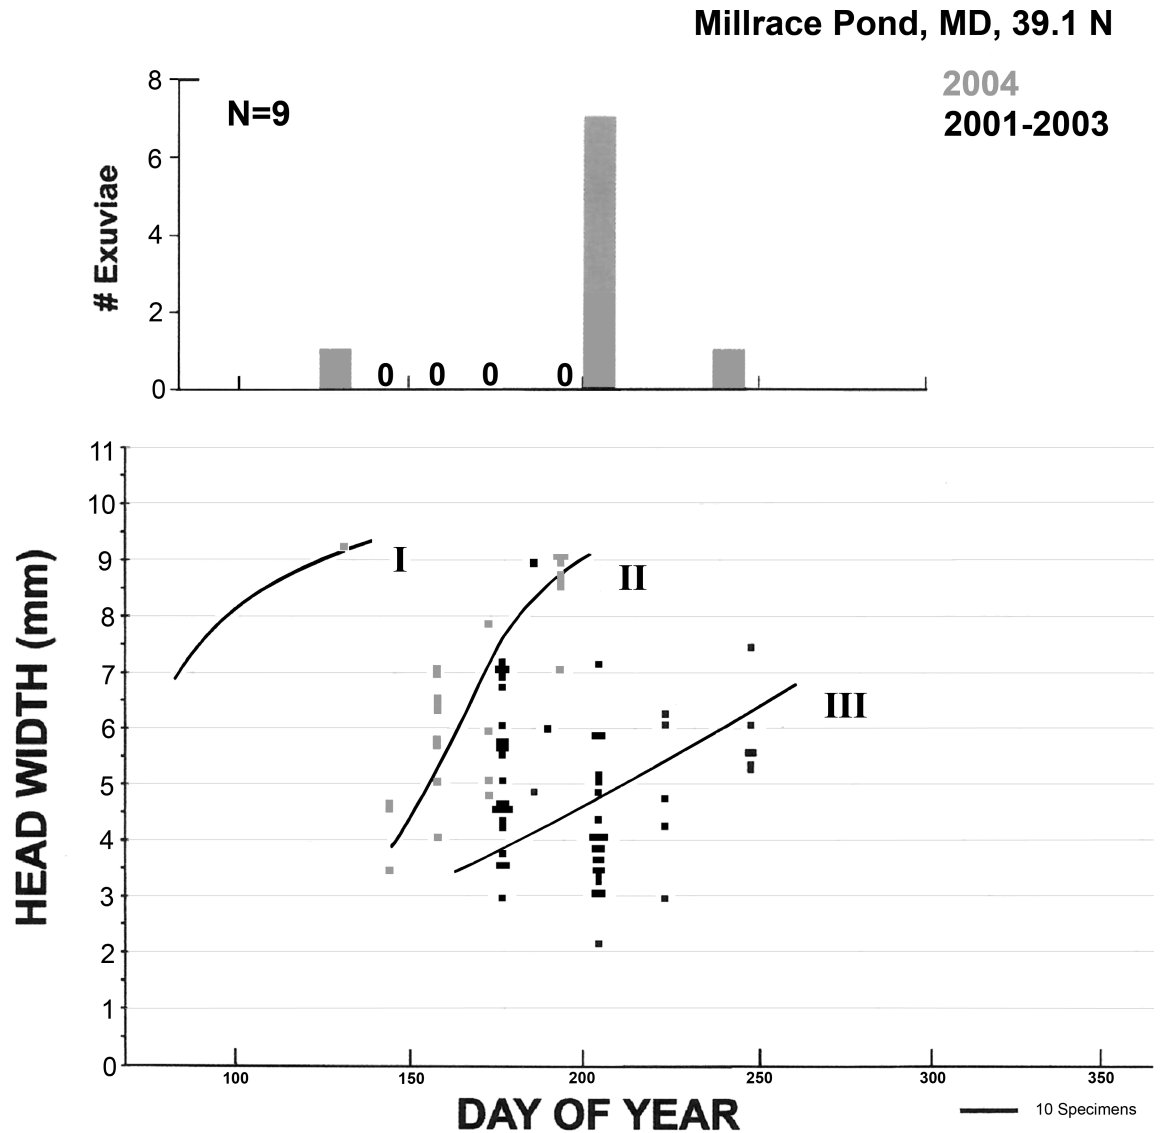 Millrace Pond, MD, 39.1 N
2004
2001-2003
N=9
# Exuviae
8
6
4
2
0
0 0 0 0
HEAD WIDTH (mm)
11
10
9
8
7
6
5
4
3
2
1
0
I
II
III
100 150 200 250 300 350
DAY OF YEAR
10 Specimens